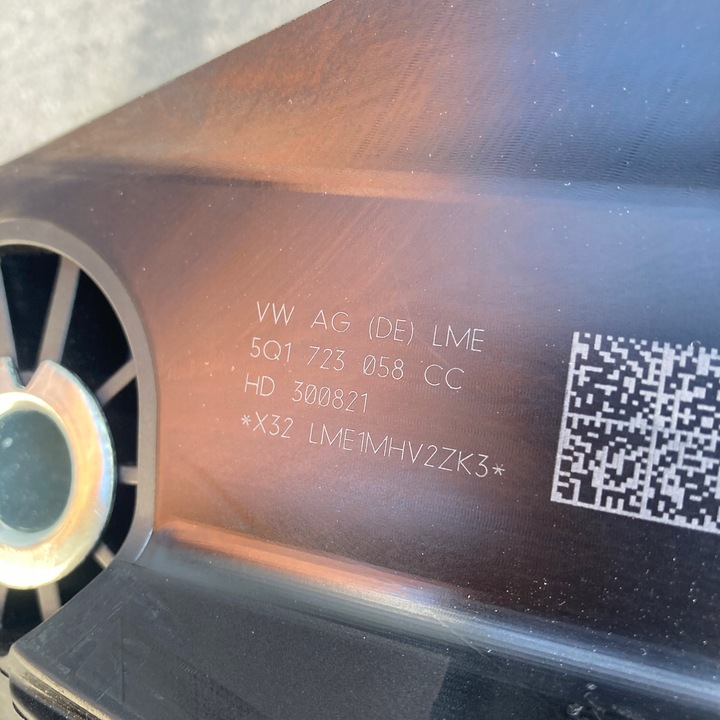 VW AG (DE) LME
5Q1 723 058 CC
HD 300821
*X32 LME1MHV2ZK3*